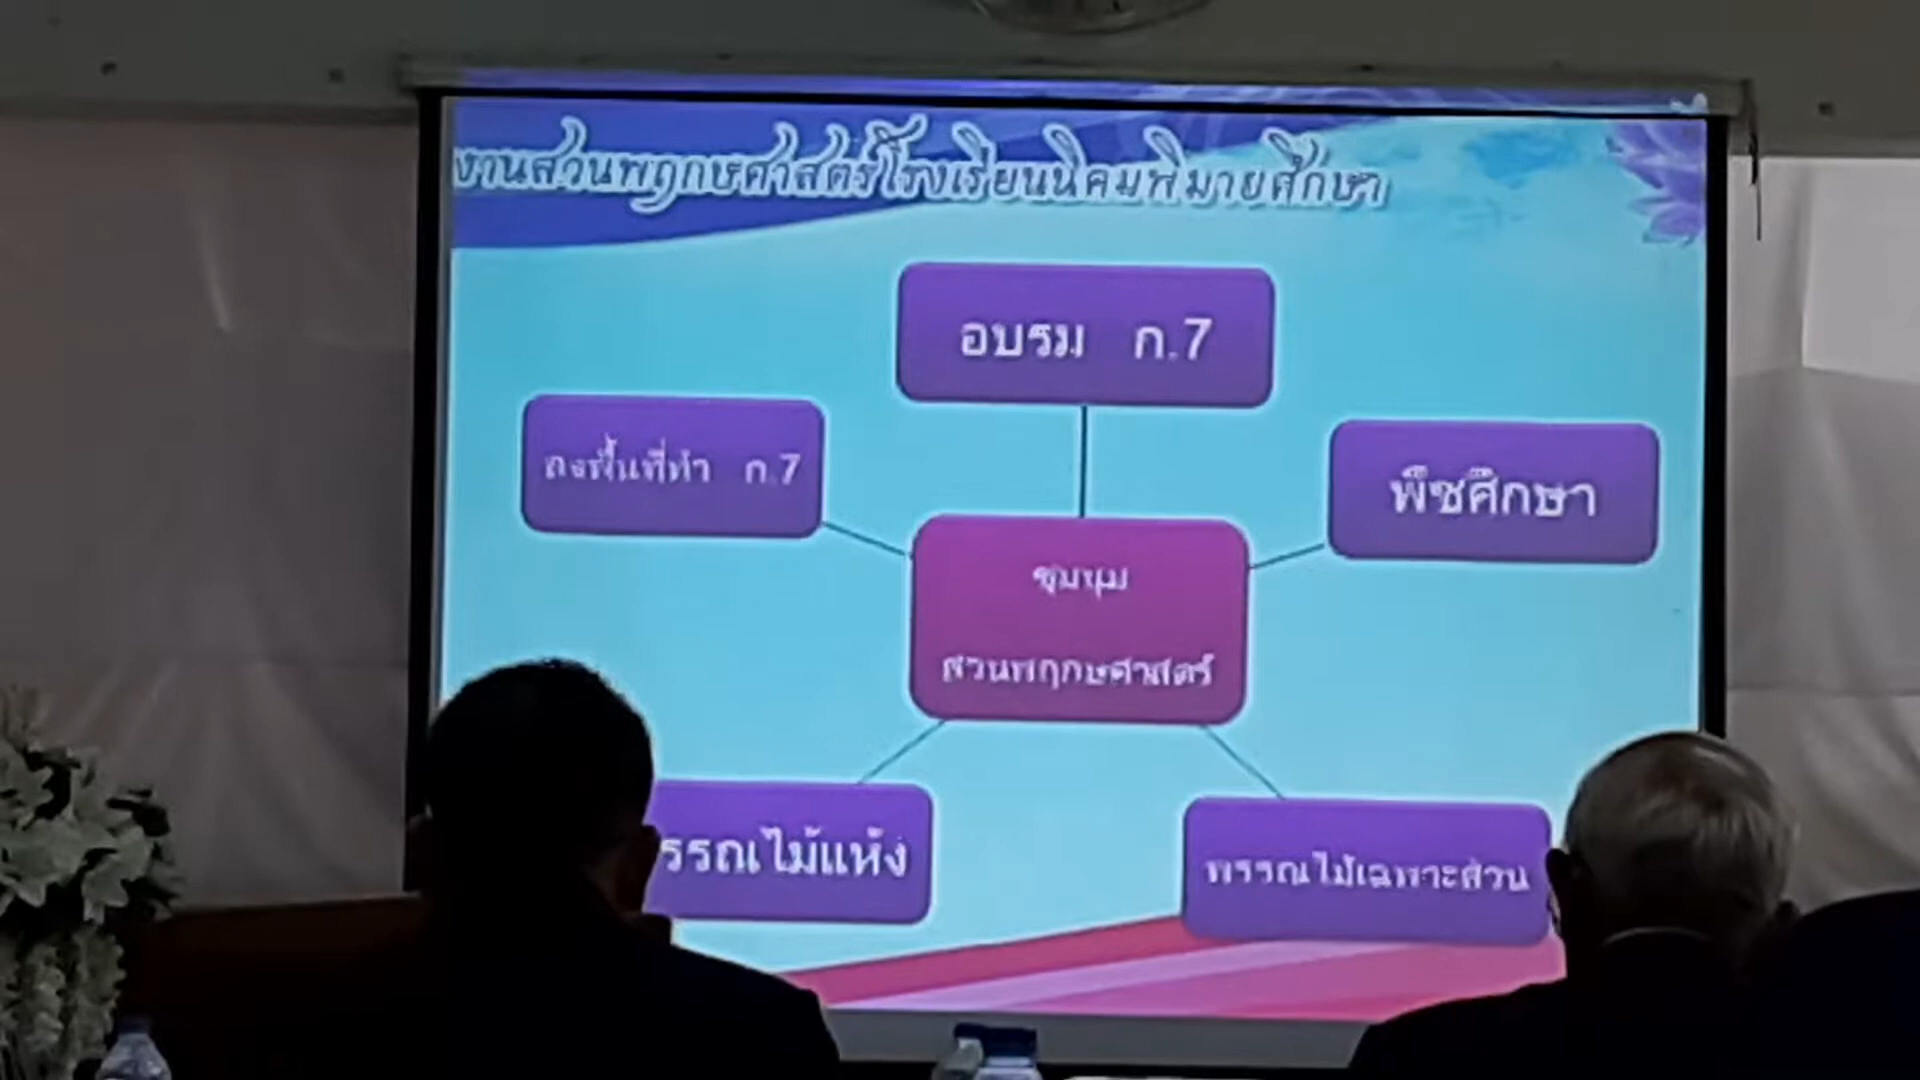 งานสวนพฤกษศาสตร์โรงเรียนนิคมพิมายศึกษา
อบรม ก.7
ลงพื้นที่ทำ ก.7
พืชศึกษา
ชุมนุม
สวนพฤกษศาสตร์
รรณไม้แห้ง
พรรณไม้เฉพาะส่วน